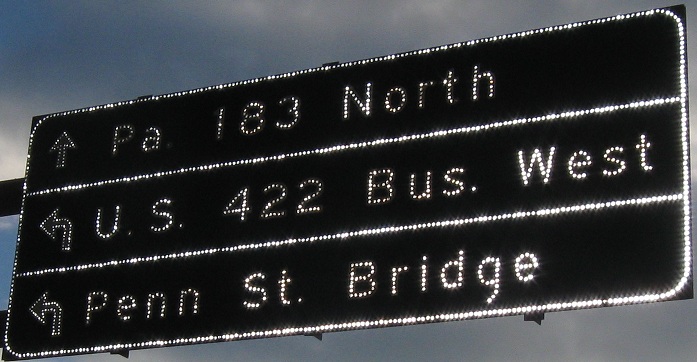 Pa. 183 North
U.S. 422 Bus. West
Penn St. Bridge